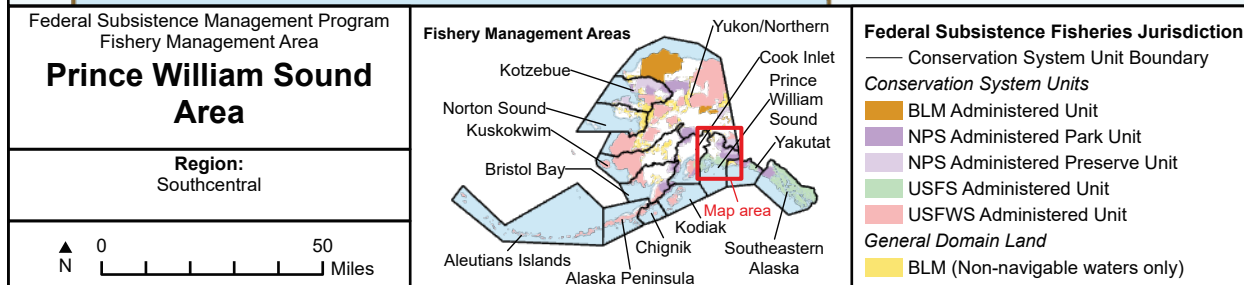 Federal Subsistence Management Program
Fishery Management Area
Prince William Sound
Area
Region:
Southcentral
N
0 50
Miles
Fishery Management Areas
Yukon/Northern
Cook Inlet
Prince
William
Sound
Kotzebue
Norton Sound
Kuskokwim
Bristol Bay
Yakutat
Map area
Kodiak
Chignik
Southeastern
Alaska
Aleutians Islands
Alaska Peninsula
Federal Subsistence Fisheries Jurisdiction
Conservation System Unit Boundary
Conservation System Units
BLM Administered Unit
NPS Administered Park Unit
NPS Administered Preserve Unit
USFS Administered Unit
USFWS Administered Unit
General Domain Land
BLM (Non-navigable waters only)